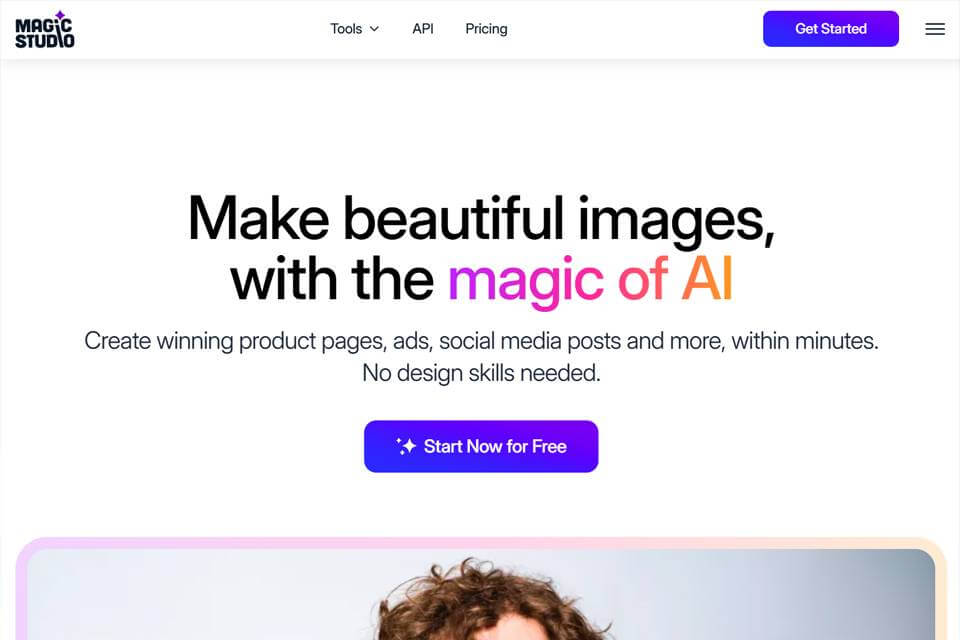 MAGIC
STUDIO
Tools
API
Pricing
Get Started
Make beautiful images,
with the magic of AI
Create winning product pages, ads, social media posts and more, within minutes.
No design skills needed.
Start Now for Free